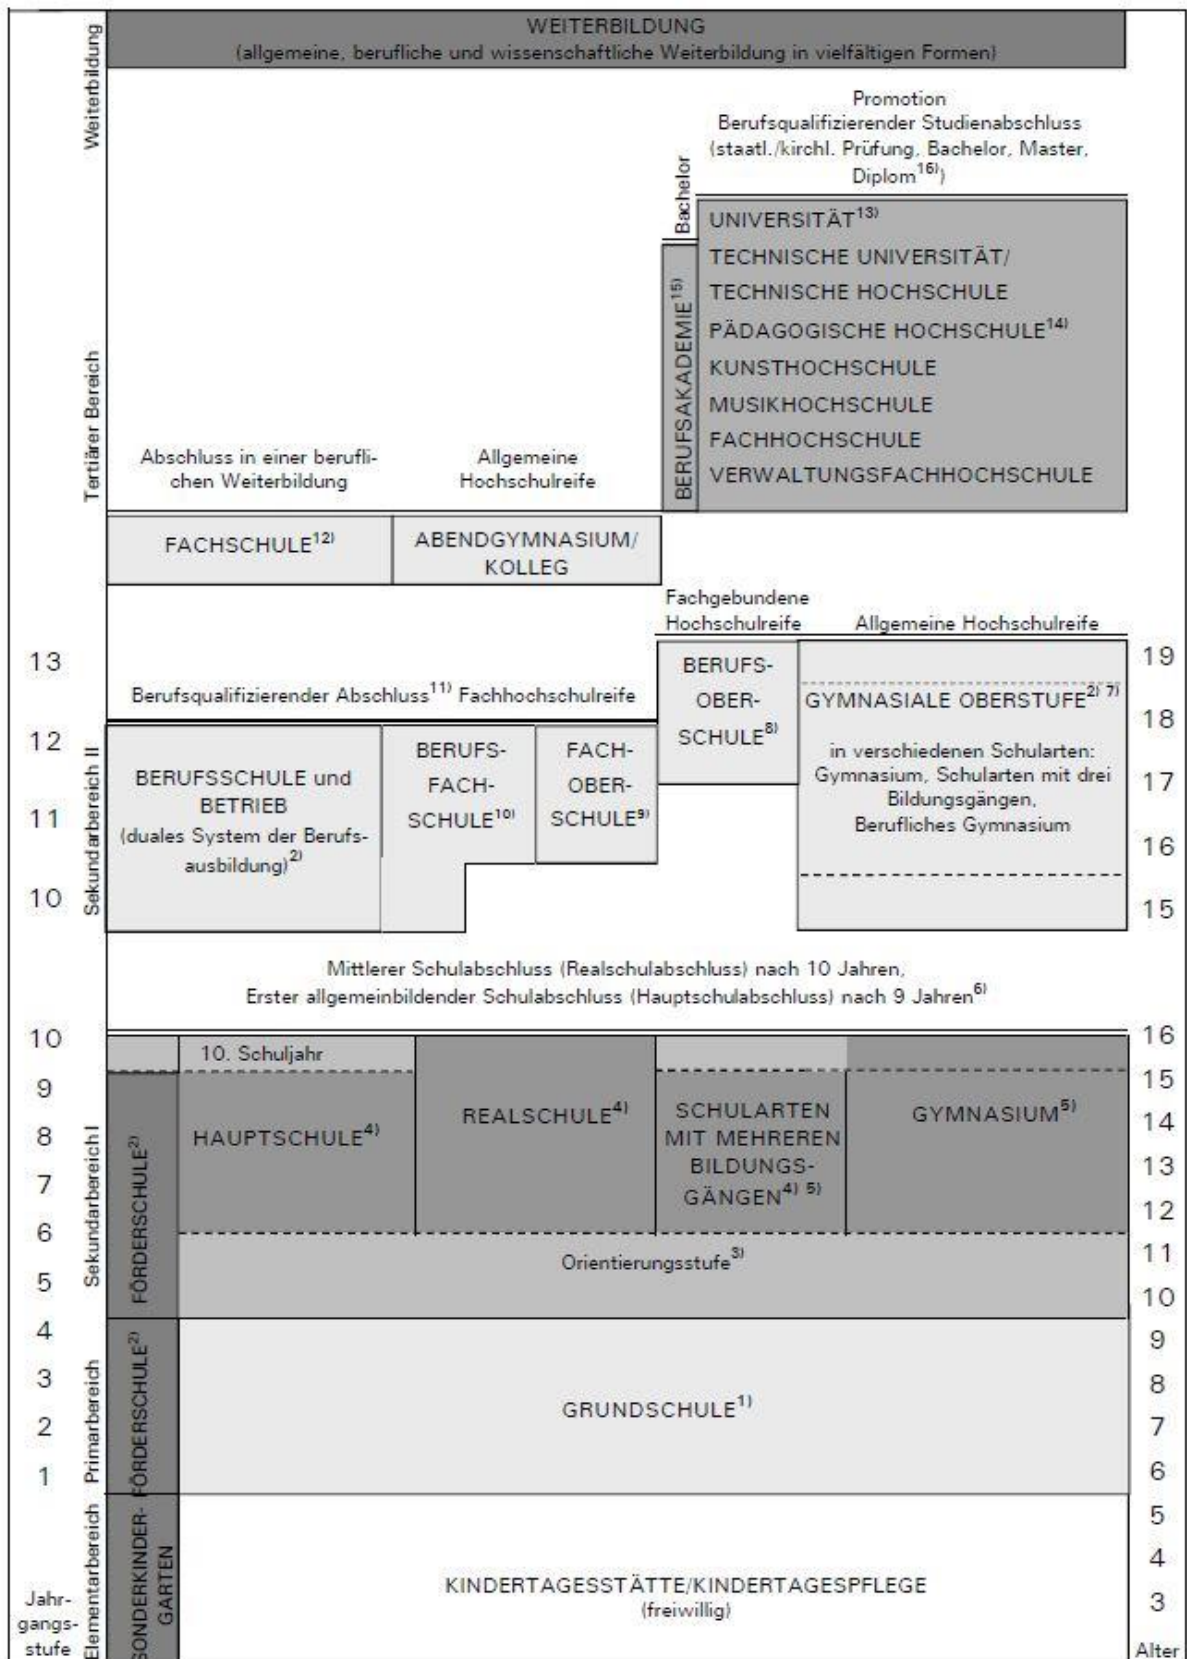 WEITERBILDUNG
(allgemeine, berufliche und wissenschaftliche Weiterbildung in vielfältigen Formen)
Weiterbildung
Promotion
Berufsqualifizierender Studienabschluss
(staatl./kirchl. Prüfung, Bachelor, Master,
Diplom16))
Bachelor
UNIVERSITÄT13)
TECHNISCHE UNIVERSITÄT/
TECHNISCHE HOCHSCHULE
PÄDAGOGISCHE HOCHSCHULE14)
KUNSTHOCHSCHULE
MUSIKHOCHSCHULE
FACHHOCHSCHULE
VERWALTUNGSFACHHOCHSCHULE
BERUFSAKADEMIE15)
Tertiärer Bereich
Abschluss in einer berufli-
chen Weiterbildung
Allgemeine
Hochschulreife
FACHSCHULE12)
ABENDGYMNASIUM/
KOLLEG
Fachgebundene
Hochschulreife
Allgemeine Hochschulreife
13
19
Berufsqualifizierender Abschluss11) Fachhochschulreife
BERUFS-
OBER-
SCHULE8)
GYMNASIALE OBERSTUFE2) 7)
in verschiedenen Schularten:
Gymnasium, Schularten mit drei
Bildungsgängen,
Berufliches Gymnasium
18
12
17
11
16
10
15
Sekundarbereich II
BERUFSSCHULE und
BETRIEB
(duales System der Berufs-
ausbildung)2)
BERUFS-
FACH-
SCHULE10)
FACH-
OBER-
SCHULE9)
Mittlerer Schulabschluss (Realschulabschluss) nach 10 Jahren,
Erster allgemeinbildender Schulabschluss (Hauptschulabschluss) nach 9 Jahren6)
10
16
10. Schuljahr
9
15
8
14
7
13
12
6
11
5
10
Sekundarbereich I
FÖRDERSCHULE2)
HAUPTSCHULE4)
REALSCHULE4)
SCHULARTEN
MIT MEHREREN
BILDUNGS-
GÄNGEN4) 5)
GYMNASIUM5)
Orientierungsstufe3)
4
9
3
8
2
7
1
6
Primarbereich
FÖRDERSCHULE2)
GRUNDSCHULE1)
5
4
3
Elementarbereich
SONDERKINDER-
GARTEN
KINDERTAGESSTÄTTE/KINDERTAGESPFLEGE
(freiwillig)
Jahr-
gangs-
stufe
Alter